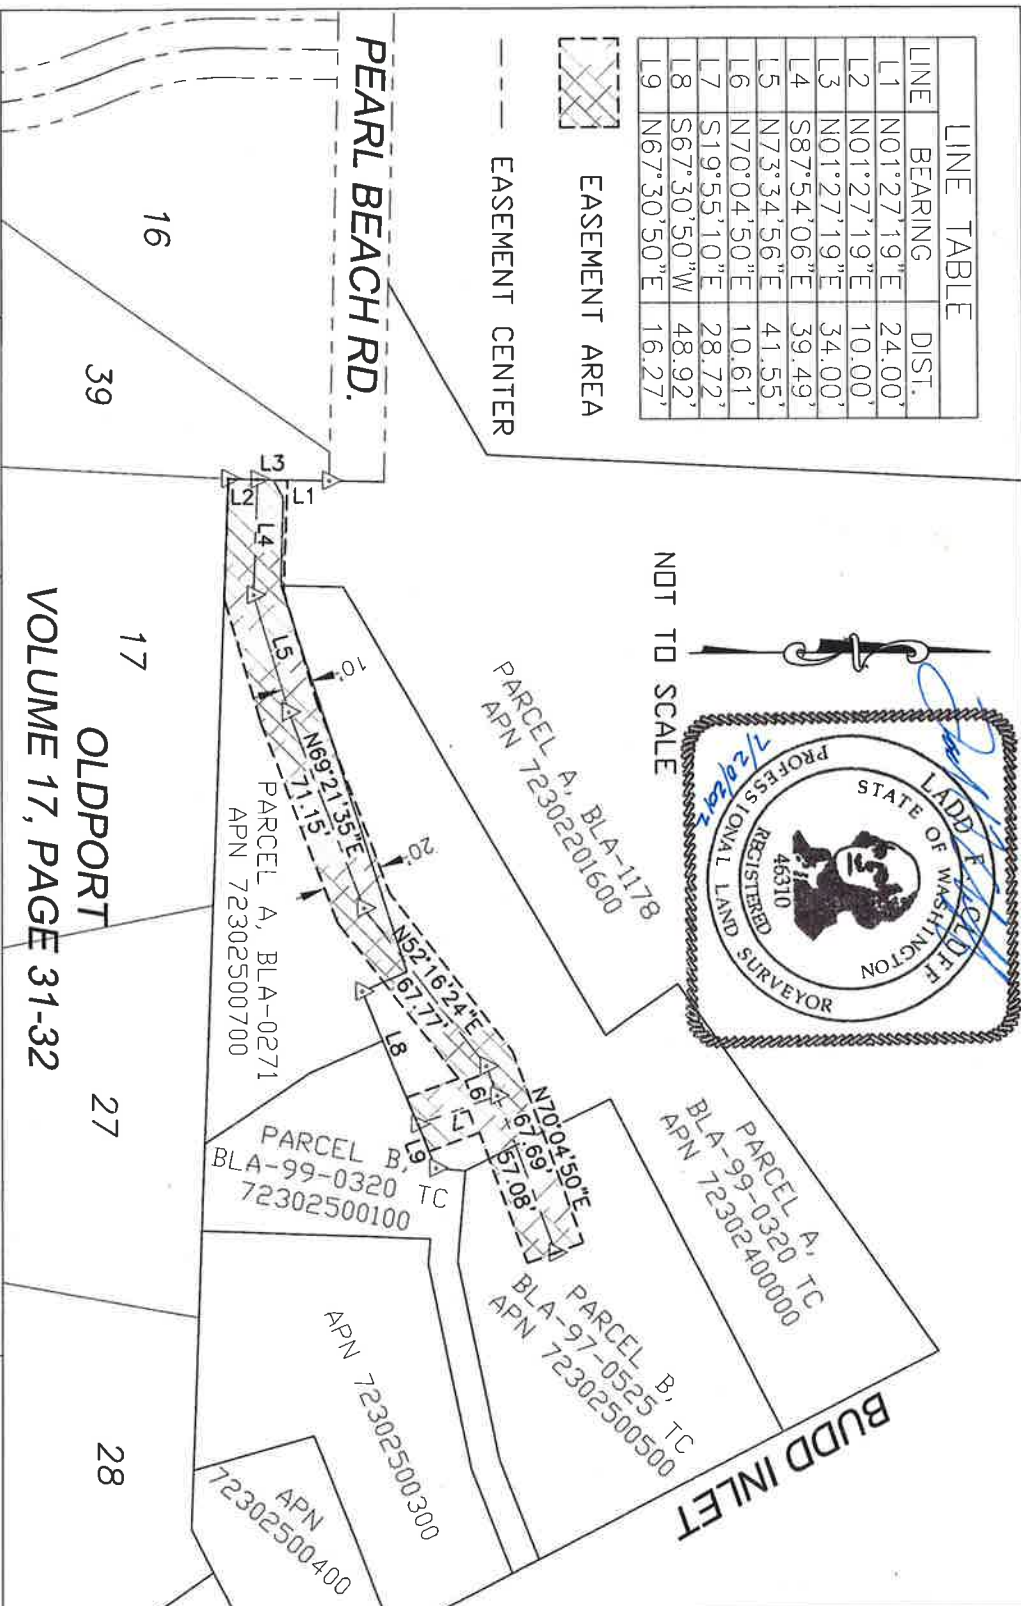 LINE TABLE
LINE BEARING DIST.
L1 N01°27'19"E 24.00'
L2 N01°27'19"E 10.00'
L3 N01°27'19"E 34.00'
L4 S87°54'06"E 39.49'
L5 N73°34'56"E 41.55'
L6 N70°04'50"E 10.61'
L7 S19°55'10"E 28.72'
L8 S67°30'50"W 48.92'
L9 N67°30'50"E 16.27'
EASEMENT AREA
EASEMENT CENTER
NOT TO SCALE
LADD F. CLUFF
STATE OF WASHINGTON
REGISTERED
46310
PROFESSIONAL LAND SURVEYOR
7/20/2012
PEARL BEACH RD.
BUDD INLET
PARCEL A,
BLA-99-0320 TC
APN 72302400000
PARCEL A, BLA-1178
APN 72302201600
PARCEL B,
BLA-97-0525 TC
APN 72302500500
10'
20'
N70°04'50"E
67.69'
57.08'
N52°16'24"E
67.77'
N69°21'35"E
71.15'
L1
L2
L3
L4
L5
L6
L7
L8
L9
PARCEL A, BLA-0271
APN 72302500700
PARCEL B,
BLA-99-0320 TC
72302500100
APN 72302500300
APN
72302500400
16
39
17
27
28
OLDPORT
VOLUME 17, PAGE 31-32